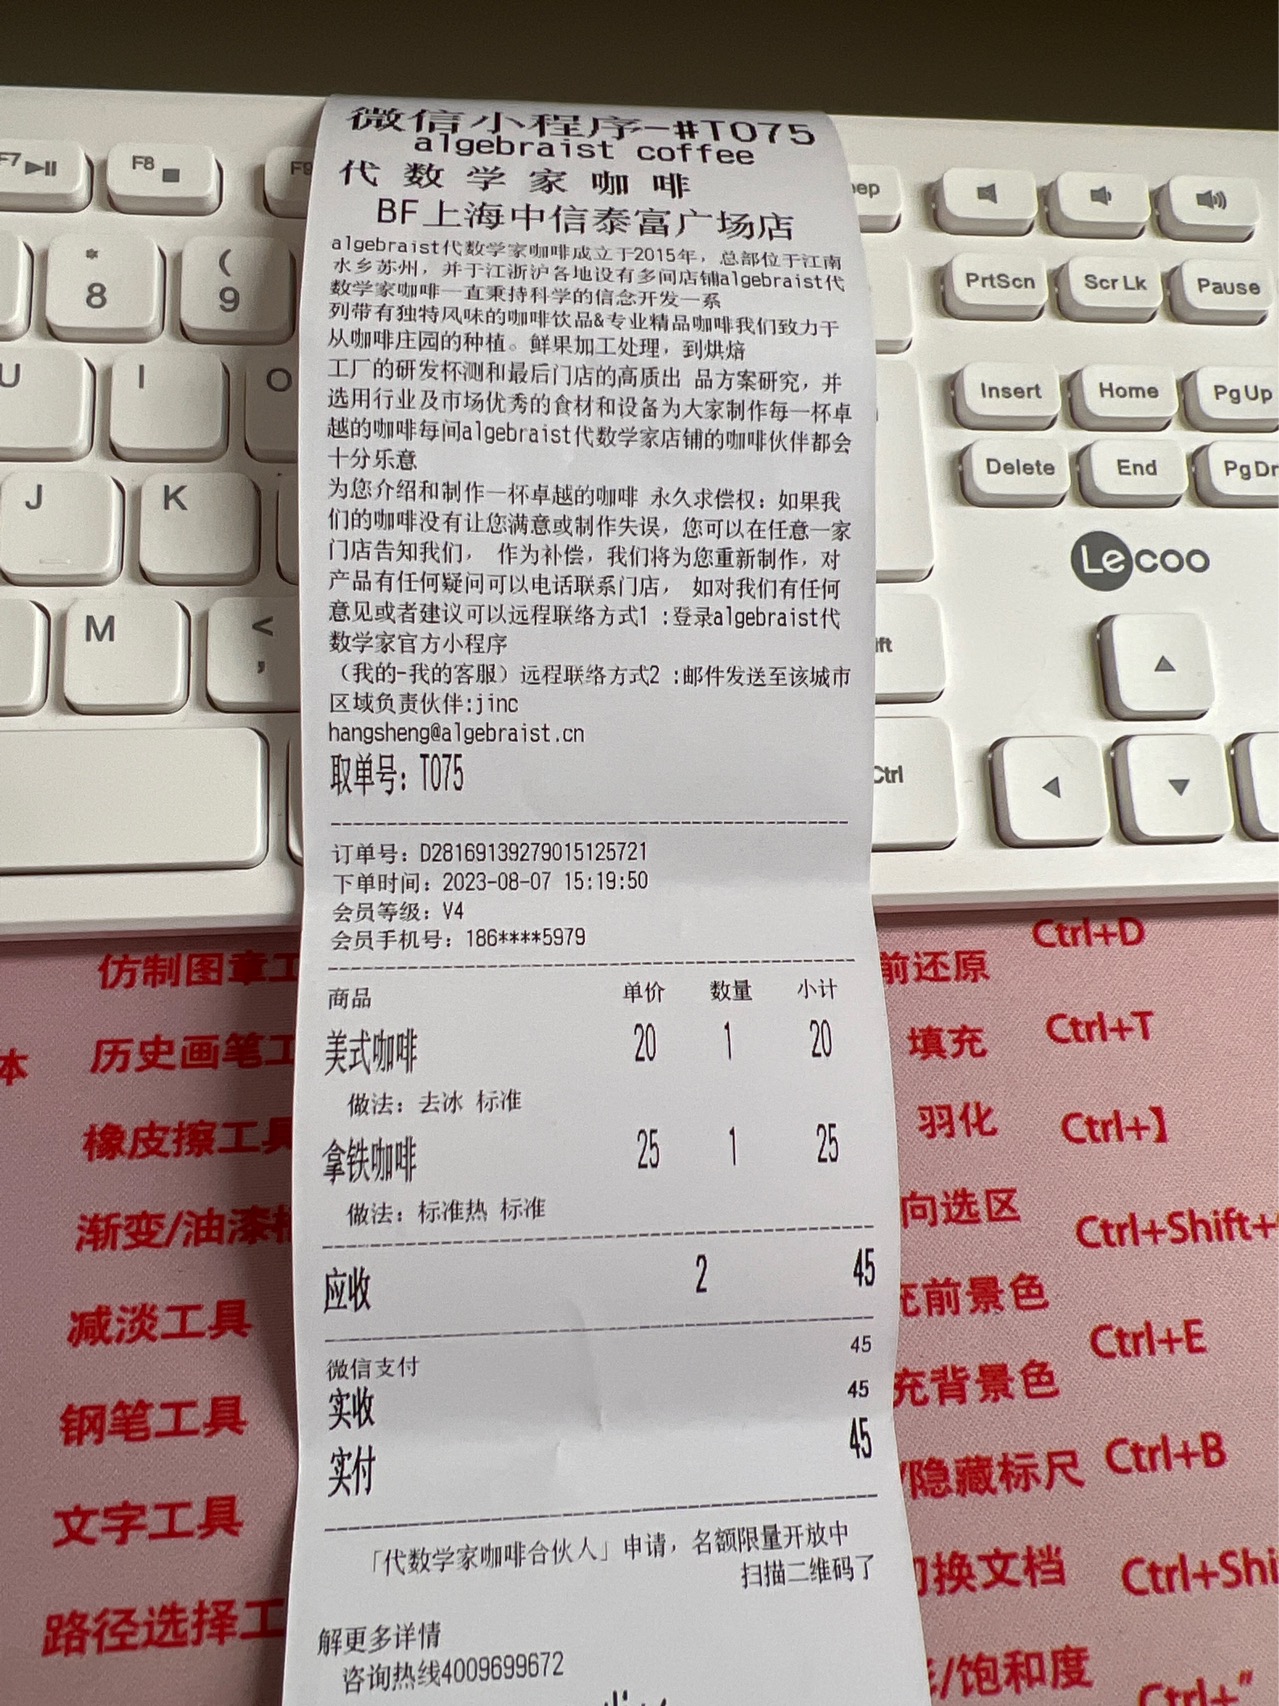 微信小程序-#T075
algebraist coffee
代数学家咖啡
BF上海中信泰富广场店
algebraist代数学家咖啡成立于2015年，总部位于江南
水乡苏州，并于江浙沪各地设有多间店铺algebraist代
数学家咖啡一直秉持科学的信念开发一系
列带有独特风味的咖啡饮品&专业精品咖啡我们致力于
从咖啡庄园的种植。鲜果加工处理，到烘焙
工厂的研发杯测和最后门店的高质出 品方案研究，并
选用行业及市场优秀的食材和设备为大家制作每一杯卓
越的咖啡每间algebraist代数学家店铺的咖啡伙伴都会
十分乐意
为您介绍和制作一杯卓越的咖啡 永久求偿权：如果我
们的咖啡没有让您满意或制作失误，您可以在任意一家
门店告知我们， 作为补偿，我们将为您重新制作，对
产品有任何疑问可以电话联系门店， 如对我们有任何
意见或者建议可以远程联络方式1 :登录algebraist代
数学家官方小程序
（我的-我的客服）远程联络方式2 :邮件发送至该城市
区域负责伙伴:jinc
hangsheng@algebraist.cn
取单号：T075
订单号：D28169139279015125721
下单时间：2023-08-07 15:19:50
会员等级：V4
会员手机号：186****5979
商品 单价 数量 小计
美式咖啡 20 1 20
做法：去冰 标准
拿铁咖啡 25 1 25
做法：标准热 标准
应收 2 45
微信支付 45
实收 45
实付 45
「代数学家咖啡合伙人」申请，名额限量开放中
扫描二维码了
解更多详情
咨询热线4009699672
F7
F8
F9
PrtScn
Scr Lk
Pause
* 8
( 9
U
I
O
Insert
Home
Pg Up
Delete
End
Pg Dn
J
K
Lecoo
M
< ,
Ctrl
仿制图章工
历史画笔工
橡皮擦工具
渐变/油漆桶
减淡工具
钢笔工具
文字工具
路径选择工
本
前还原 Ctrl+D
填充 Ctrl+T
羽化 Ctrl+】
向选区 Ctrl+Shift+
充前景色 Ctrl+E
充背景色
/隐藏标尺 Ctrl+B
切换文档 Ctrl+Shi
/饱和度 Ctrl+"